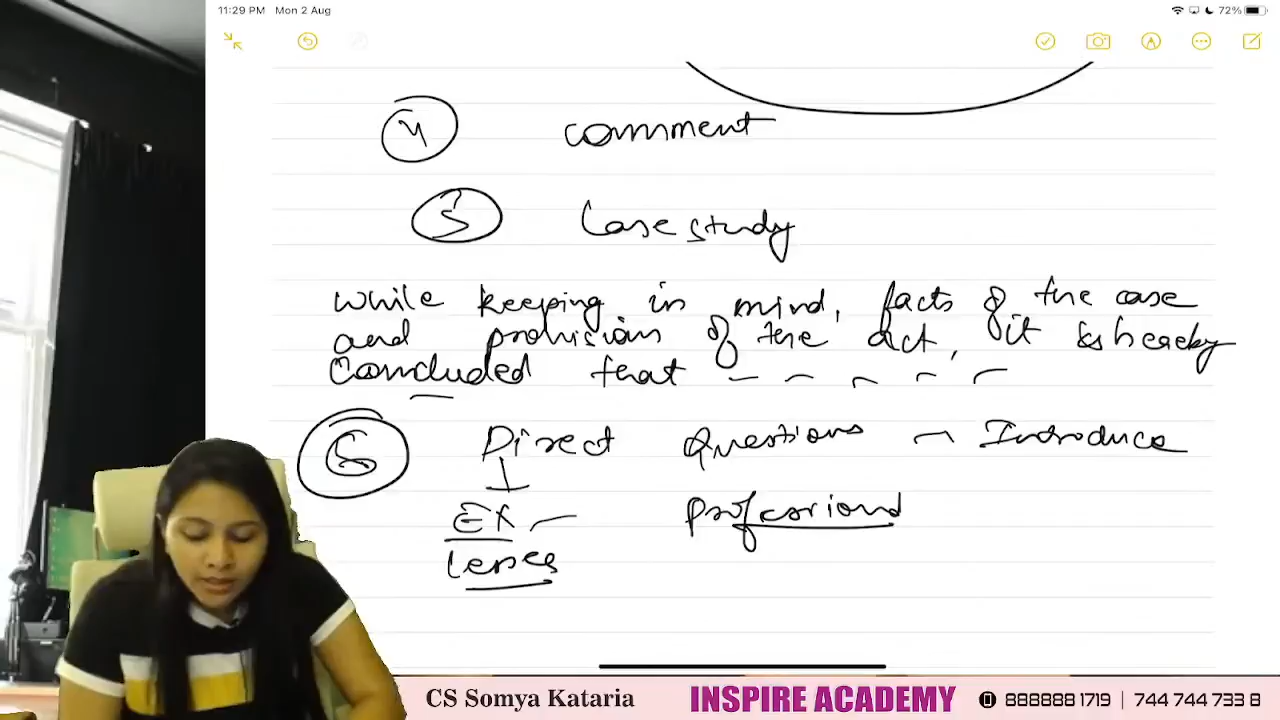 11:29 PM Mon 2 Aug
72%
4 comment
5 Case study
while keeping in mind, facts of the case
and provisions of the act, it is hereby
Concluded that - - - - -
6 Direct Questions - Introduce
EX - Professional
CS Somya Kataria INSPIRE ACADEMY 888888 1719 | 744 744 733 8